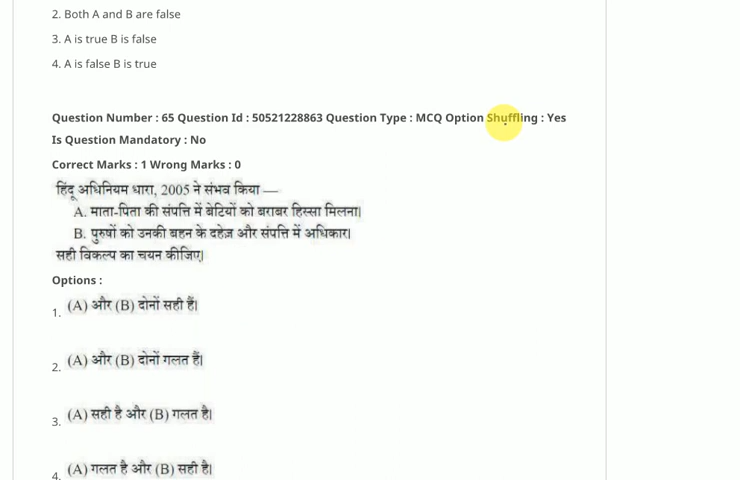 2. Both A and B are false
3. A is true B is false
4. A is false B is true
Question Number : 65 Question Id : 50521228863 Question Type : MCQ Option Shuffling : Yes
Is Question Mandatory : No
Correct Marks : 1 Wrong Marks : 0
हिंदू अधिनियम धारा, 2005 ने संभव किया —
A. माता-पिता की संपत्ति में बेटियों को बराबर हिस्सा मिलना।
B. पुरुषों को उनकी बहन के दहेज़ और संपत्ति में अधिकार।
सही विकल्प का चयन कीजिए।
Options :
1. (A) और (B) दोनों सही हैं।
2. (A) और (B) दोनों गलत हैं।
3. (A) सही है और (B) गलत है।
4. (A) गलत है और (B) सही है।